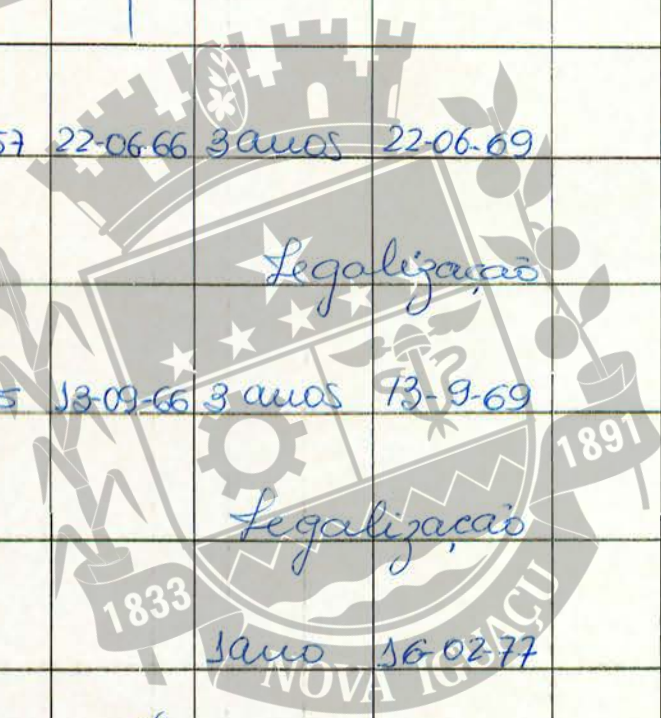 57 22-06-66 3 anos 22-06-69
Legalização
5 13-09-66 3 anos 13-9-69
1891
Legalização
1833
1 ano 16-02-77
NOVA IGUAÇU